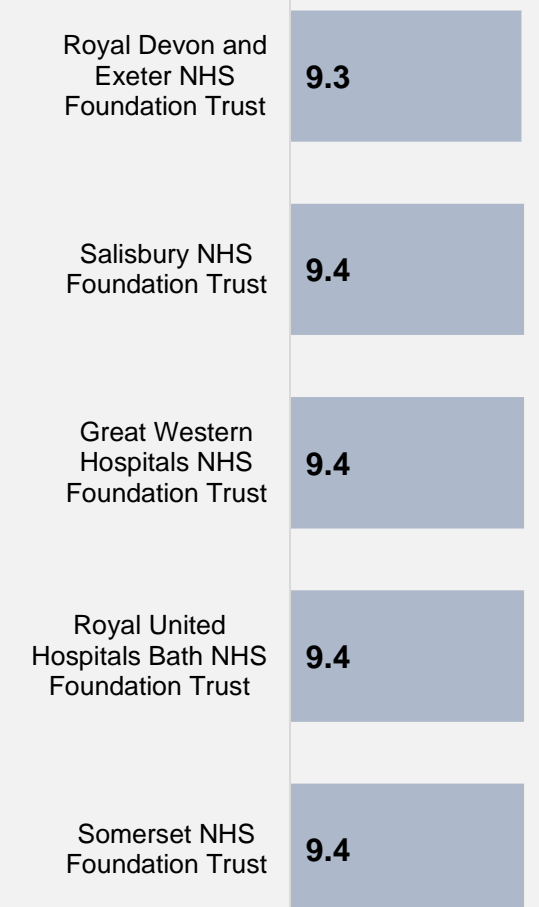 Royal Devon and
Exeter NHS
Foundation Trust
9.3
Salisbury NHS
Foundation Trust
9.4
Great Western
Hospitals NHS
Foundation Trust
9.4
Royal United
Hospitals Bath NHS
Foundation Trust
9.4
Somerset NHS
Foundation Trust
9.4